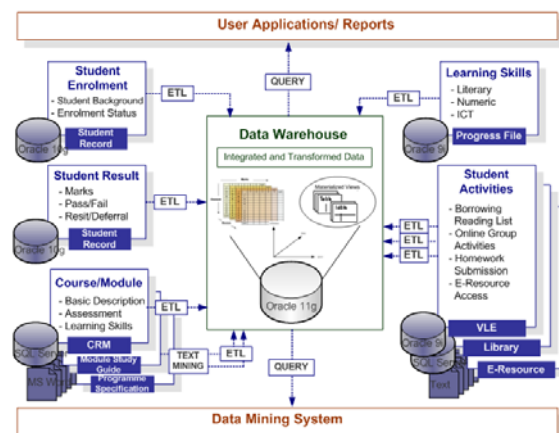 User Applications/ Reports
Student
Enrolment
- Student Background
- Enrolment Status
Student
Record
Oracle 10g
ETL
QUERY
Learning Skills
- Literary
- Numeric
- ICT
Progress File
Oracle 9i
ETL
Data Warehouse
Integrated and Transformed Data
Materialized Views
Oracle 11g
Student Result
- Marks
- Pass/Fail
- Resit/Deferral
Student
Record
Oracle 10g
ETL
Student
Activities
- Borrowing
Reading List
- Online Group
Activities
- Homework
Submission
- E-Resource
Access
VLE
Library
E-Resource
Oracle 9i
SQL Server
Text
ETL
ETL
ETL
Course/Module
- Basic Description
- Assessment
- Learning Skills
CRM
Module Study
Guide
Programme
Specification
SQL Server
MS Wor
ETL
TEXT
MINING
ETL
QUERY
Data Mining System